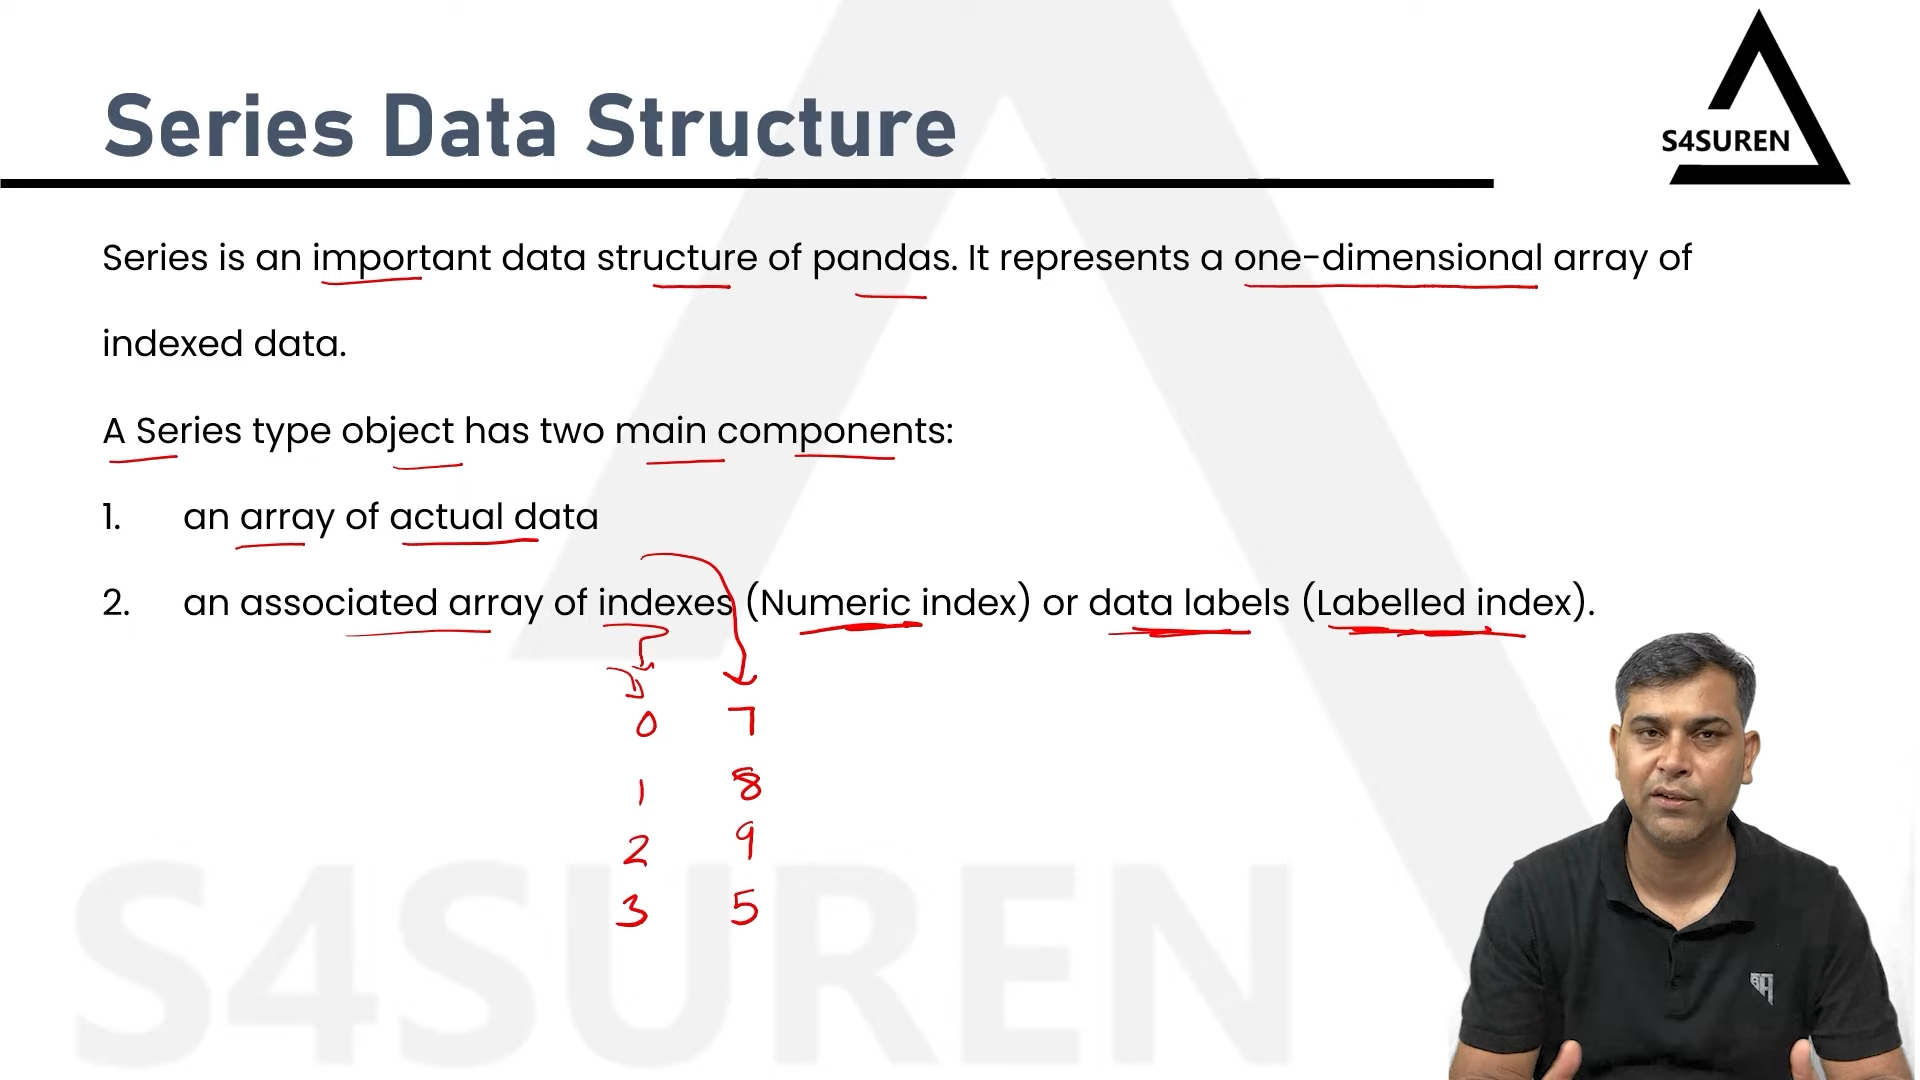 S4SUREN
Series Data Structure
Series is an important data structure of pandas. It represents a one-dimensional array of
indexed data.
A Series type object has two main components:
1. an array of actual data
2. an associated array of indexes (Numeric index) or data labels (Labelled index).
0 7
1 8
2 9
3 5
S4SUREN